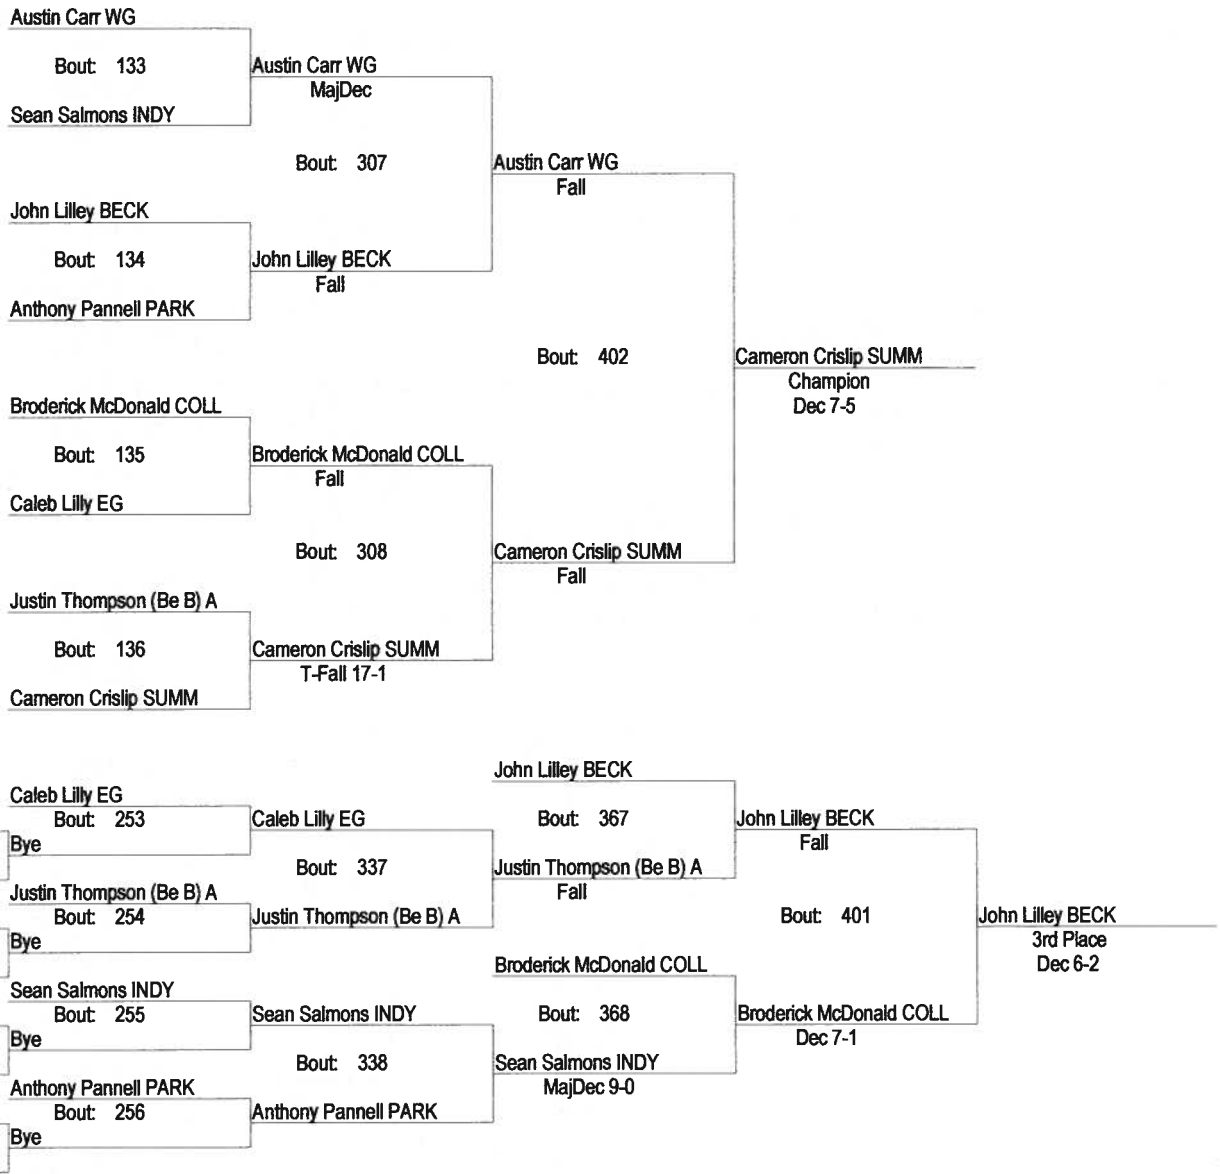 Austin Carr WG
Bout: 133
Austin Carr WG
MajDec
Sean Salmons INDY
Bout: 307
Austin Carr WG
Fall
John Lilley BECK
Bout: 134
John Lilley BECK
Fall
Anthony Pannell PARK
Bout: 402
Cameron Crislip SUMM
Champion
Dec 7-5
Broderick McDonald COLL
Bout: 135
Broderick McDonald COLL
Fall
Caleb Lilly EG
Bout: 308
Cameron Crislip SUMM
Fall
Justin Thompson (Be B) A
Bout: 136
Cameron Crislip SUMM
T-Fall 17-1
Cameron Crislip SUMM
John Lilley BECK
Caleb Lilly EG
Bout: 253
Caleb Lilly EG
Bout: 367
John Lilley BECK
Fall
Bye
Bout: 337
Justin Thompson (Be B) A
Fall
Justin Thompson (Be B) A
Bout: 254
Justin Thompson (Be B) A
Bout: 401
John Lilley BECK
3rd Place
Dec 6-2
Bye
Broderick McDonald COLL
Sean Salmons INDY
Bout: 255
Sean Salmons INDY
Bout: 368
Broderick McDonald COLL
Dec 7-1
Bye
Bout: 338
Sean Salmons INDY
MajDec 9-0
Anthony Pannell PARK
Bout: 256
Anthony Pannell PARK
Bye